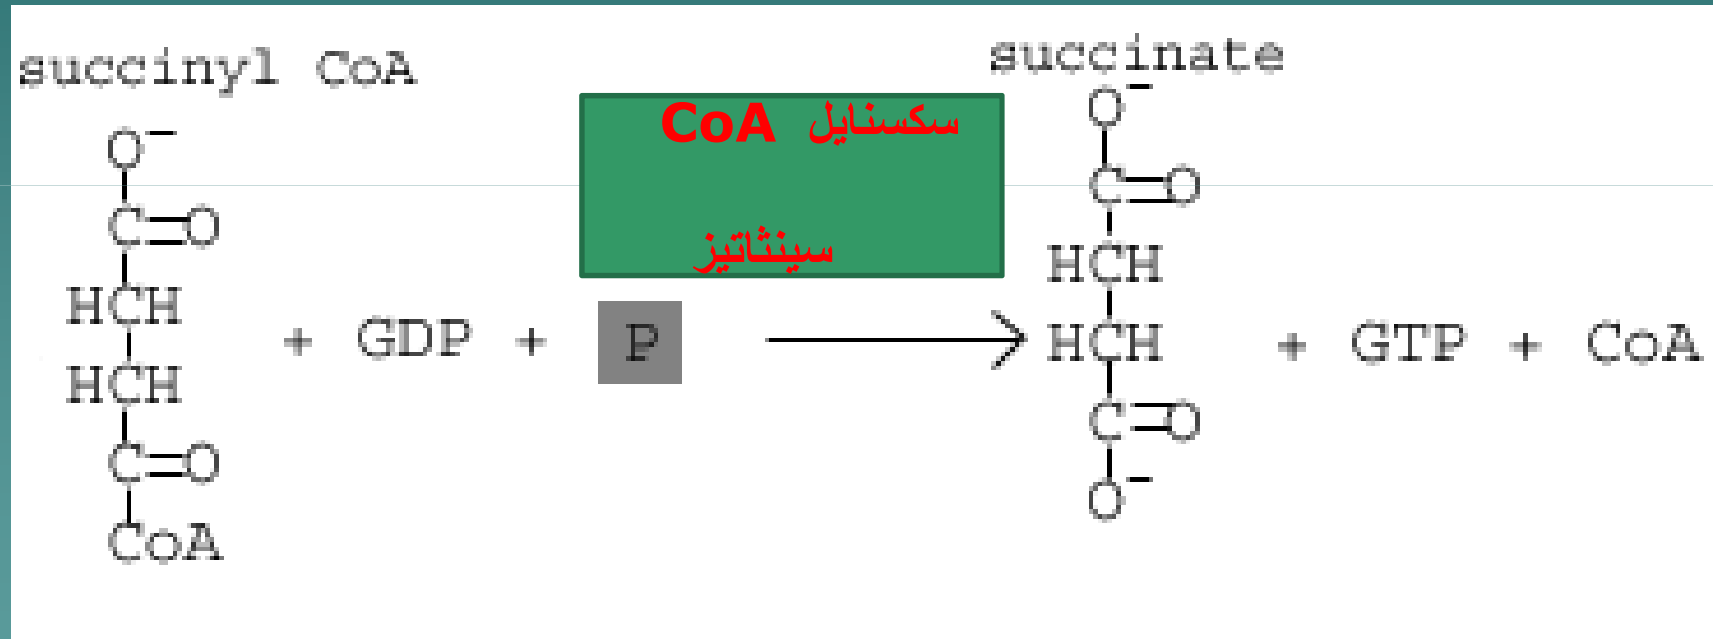 succinyl CoA
succinate
سكسنايل CoA
سينثاتيز
O⁻
C=O
HCH
HCH
C=O
CoA
+ GDP + P
O⁻
C=O
HCH
HCH
C=O
O⁻
+ GTP + CoA